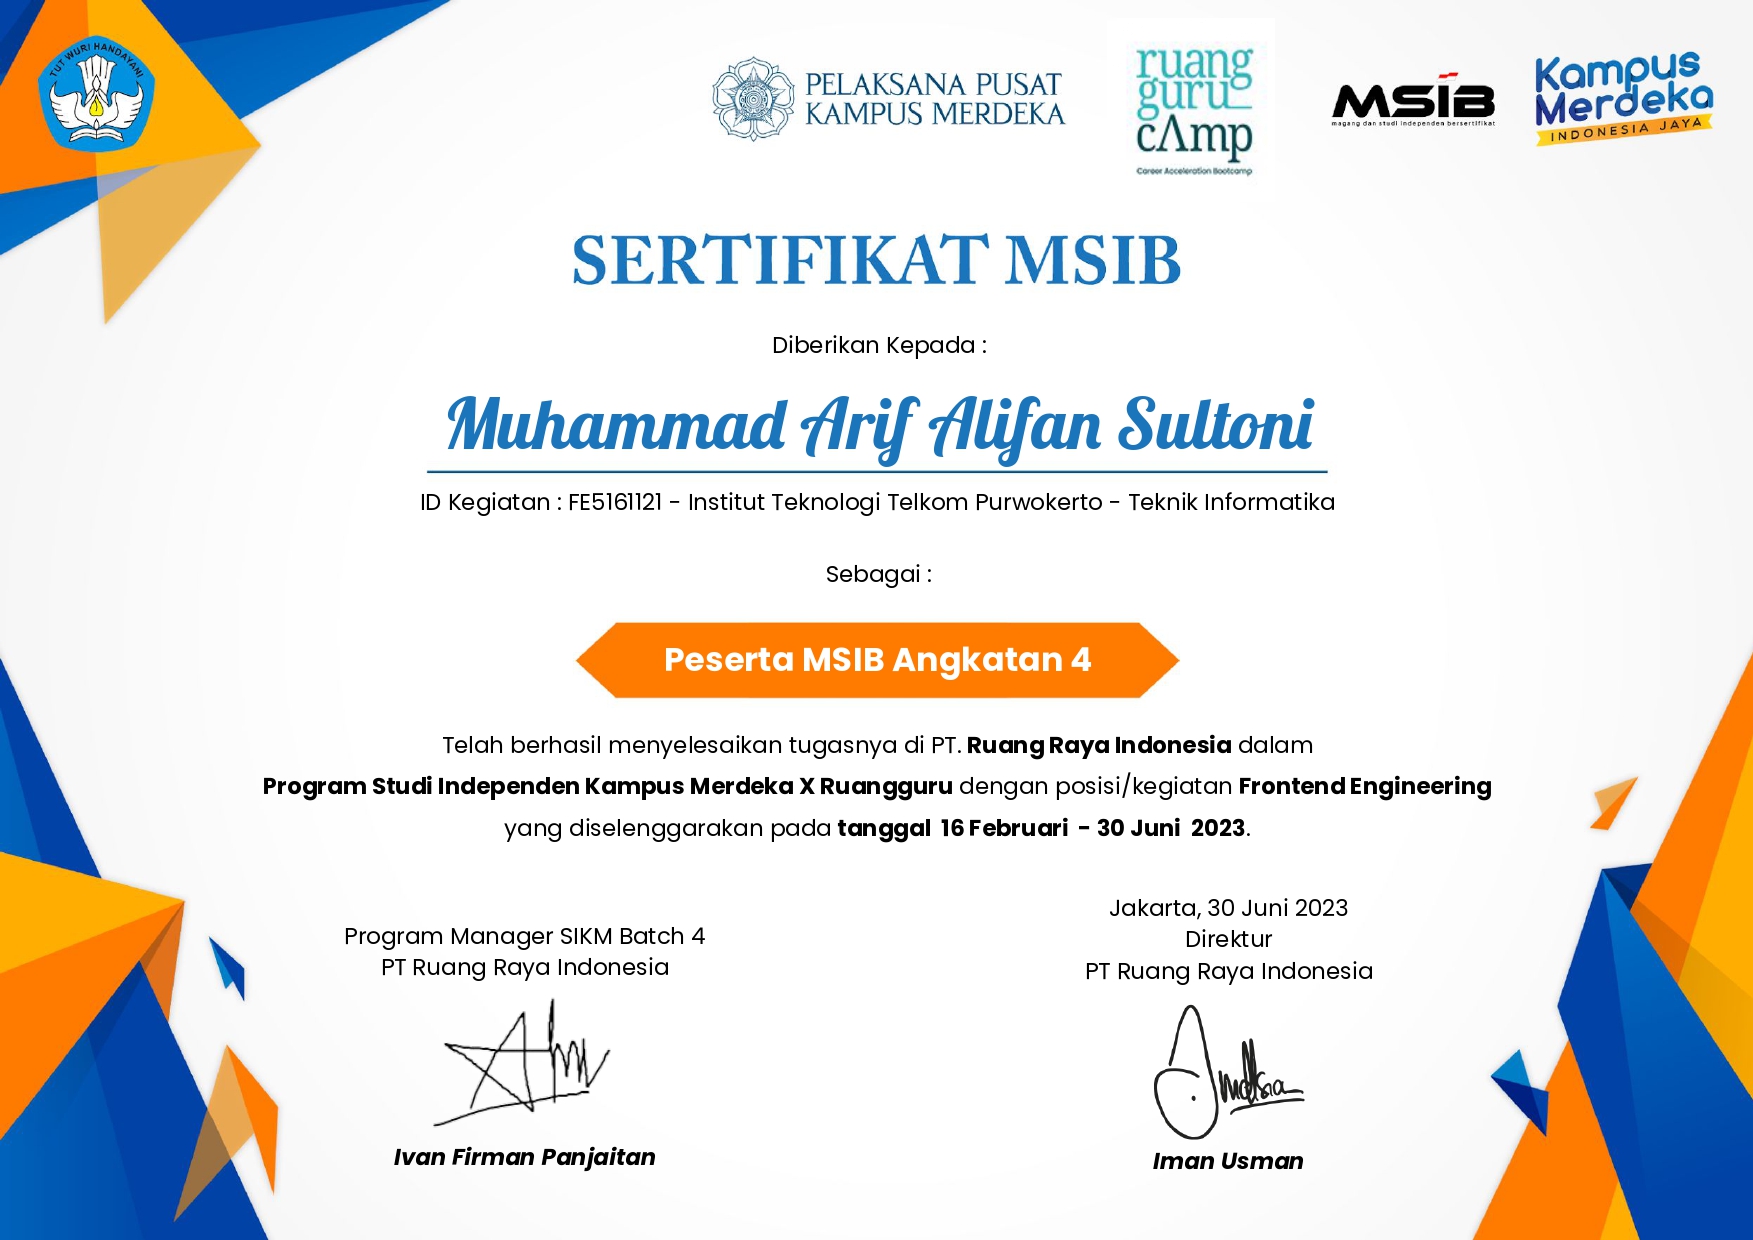 TUT WURI HANDAYANI
PELAKSANA PUSAT
KAMPUS MERDEKA
ruang
guru
cAmp
Career Acceleration Bootcamp
MSIB
magang dan studi independen bersertifikat
Kampus
Merdeka
INDONESIA JAYA
SERTIFIKAT MSIB
Diberikan Kepada :
Muhammad Arif Alifan Sultoni
ID Kegiatan : FE5161121 - Institut Teknologi Telkom Purwokerto - Teknik Informatika
Sebagai :
Peserta MSIB Angkatan 4
Telah berhasil menyelesaikan tugasnya di PT. Ruang Raya Indonesia dalam
Program Studi Independen Kampus Merdeka X Ruangguru dengan posisi/kegiatan Frontend Engineering
yang diselenggarakan pada tanggal 16 Februari - 30 Juni 2023.
Program Manager SIKM Batch 4
PT Ruang Raya Indonesia
Ivan Firman Panjaitan
Jakarta, 30 Juni 2023
Direktur
PT Ruang Raya Indonesia
Iman Usman